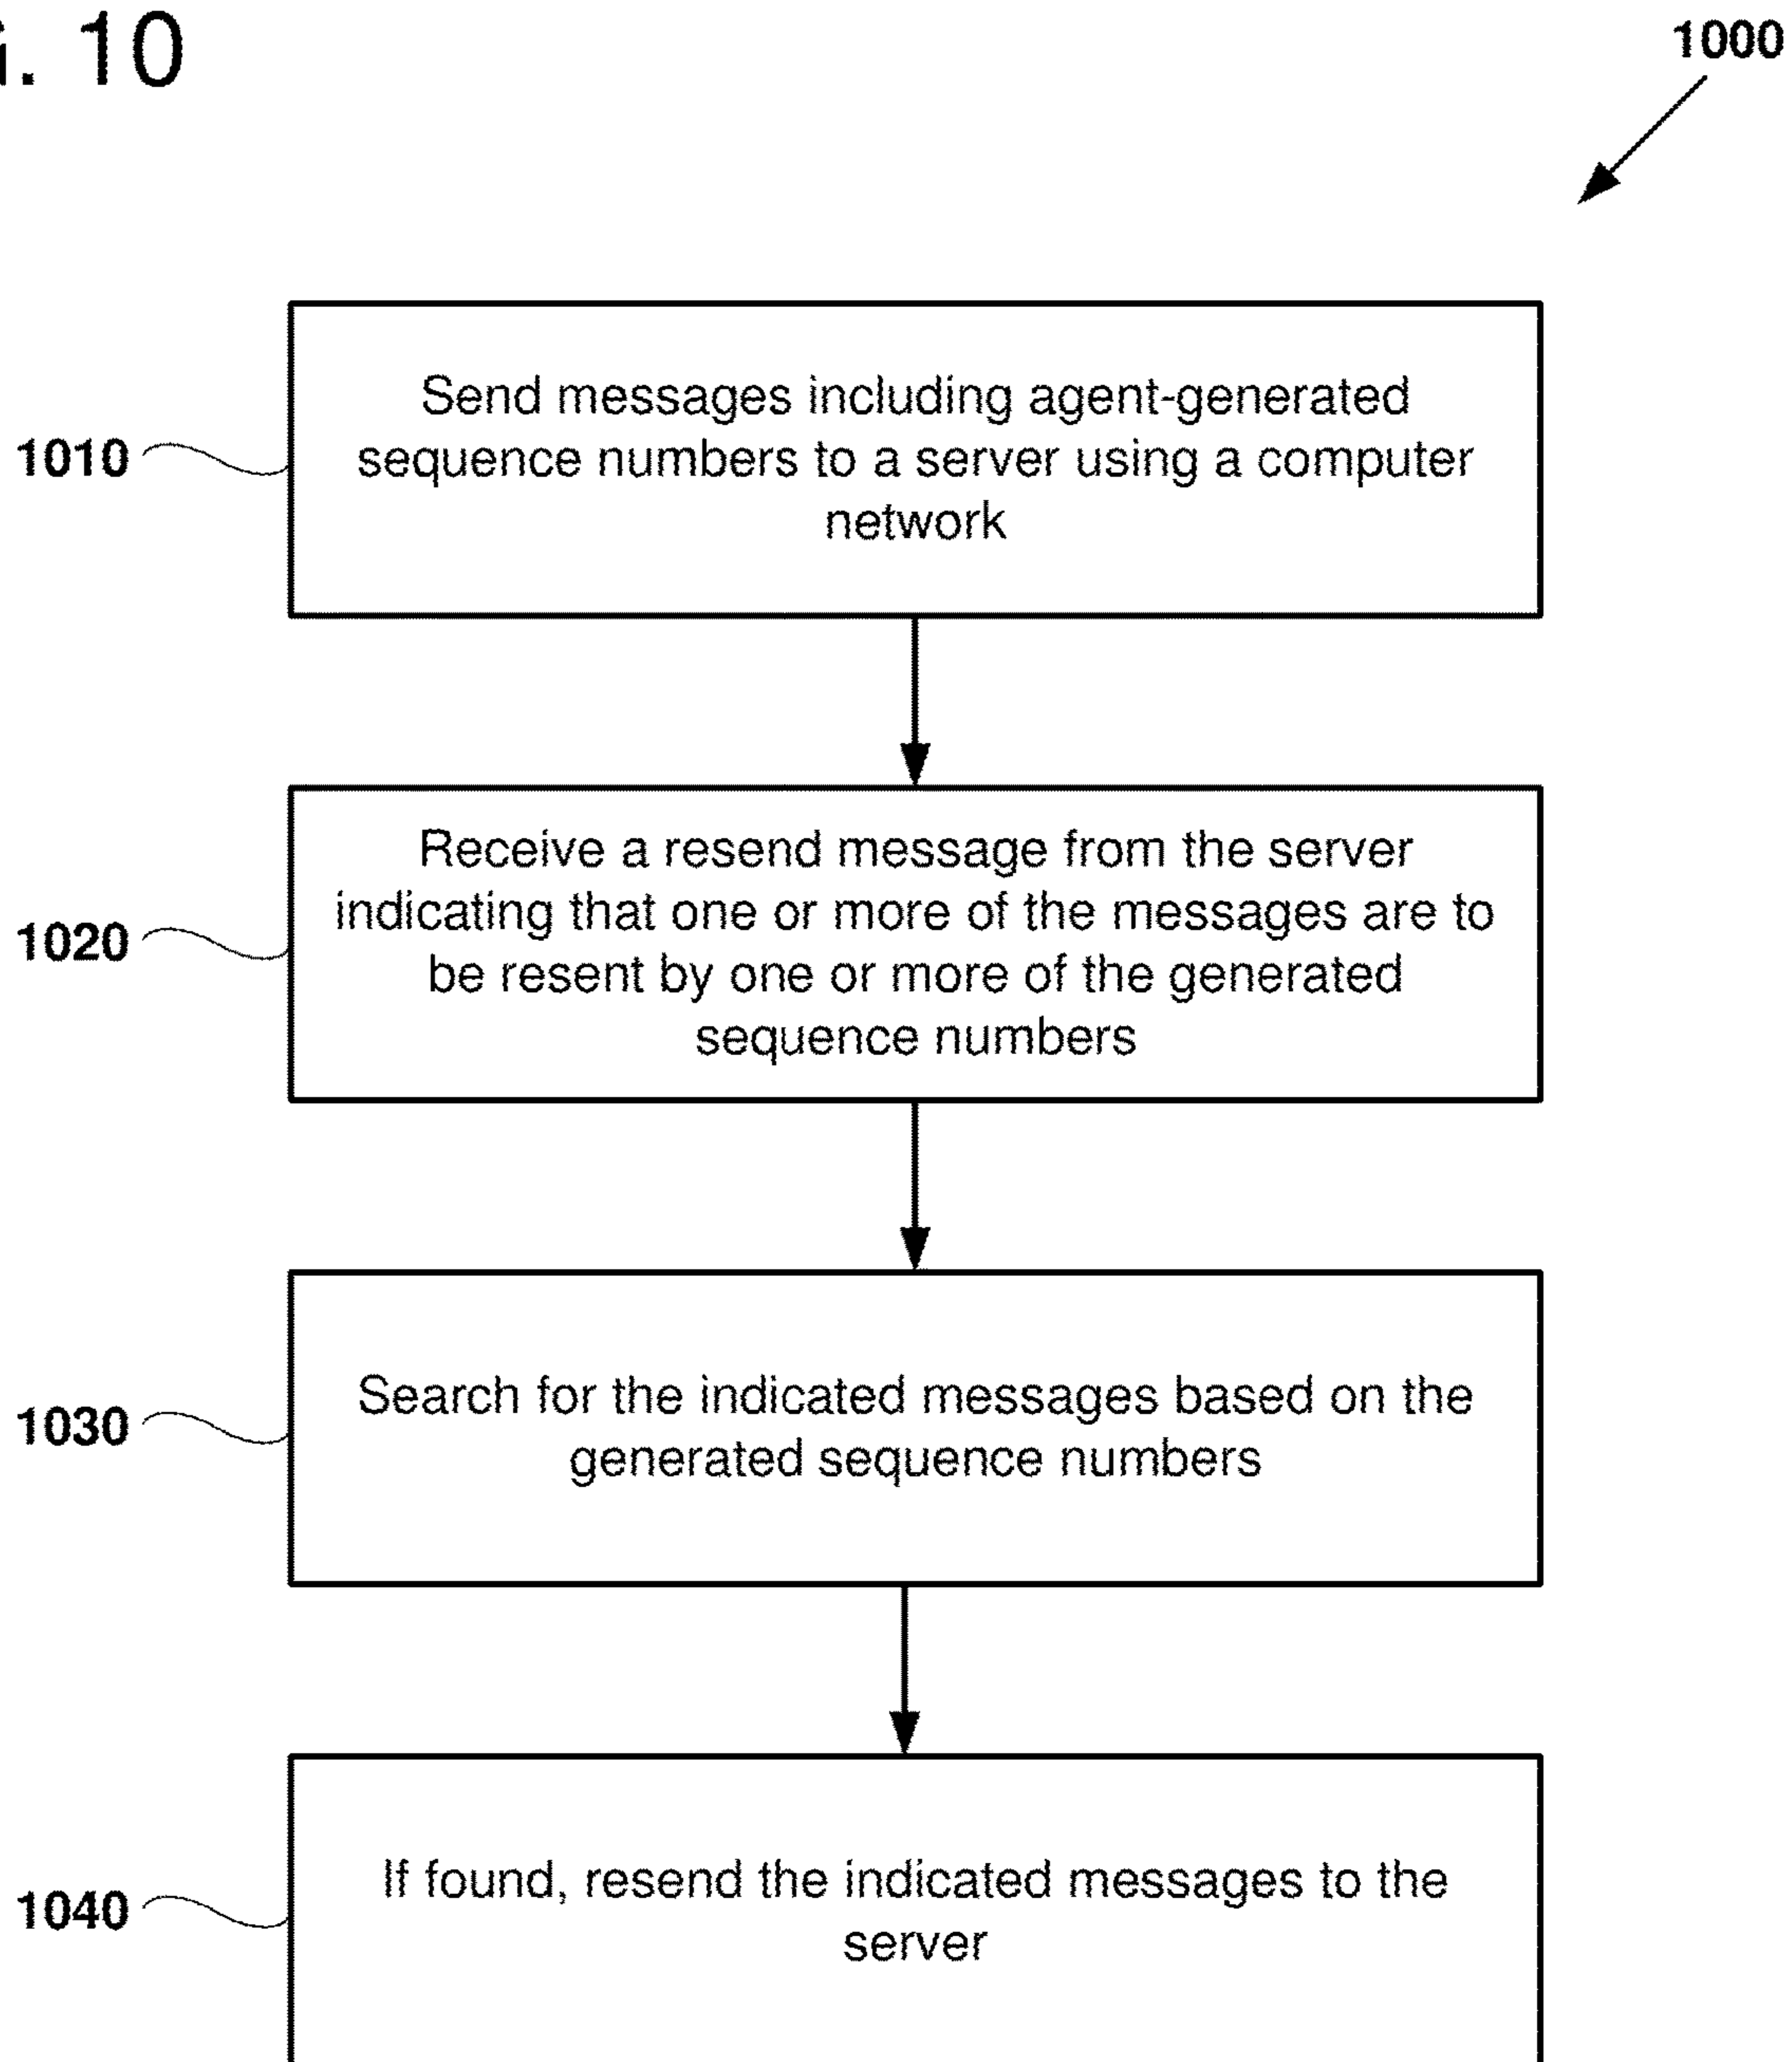 . 10
1000
Send messages including agent-generated
sequence numbers to a server using a computer
network
1010
Receive a resend message from the server
indicating that one or more of the messages are to
be resent by one or more of the generated
sequence numbers
1020
Search for the indicated messages based on the
generated sequence numbers
1030
If found, resend the indicated messages to the
server
1040